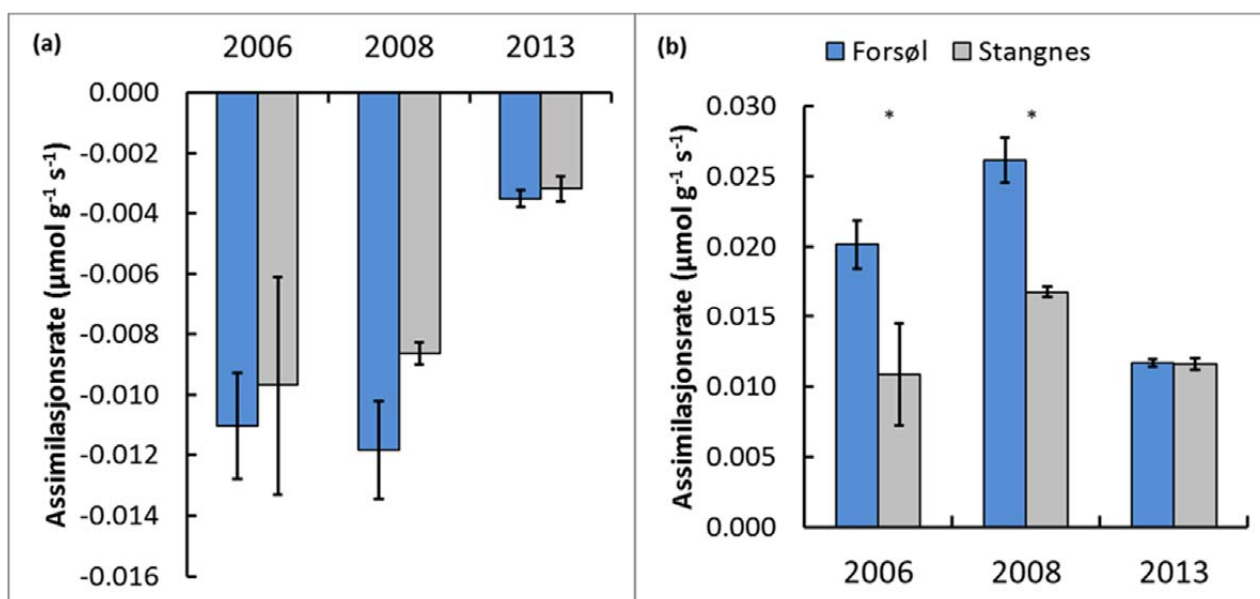 (a)
2006 2008 2013
0.000
-0.002
-0.004
-0.006
-0.008
-0.010
-0.012
-0.014
-0.016
Assimilasjonsrate (µmol g⁻¹ s⁻¹)
(b)
Forsøl Stangnes
0.030
0.025
0.020
0.015
0.010
0.005
0.000
Assimilasjonsrate (µmol g⁻¹ s⁻¹)
* *
2006 2008 2013